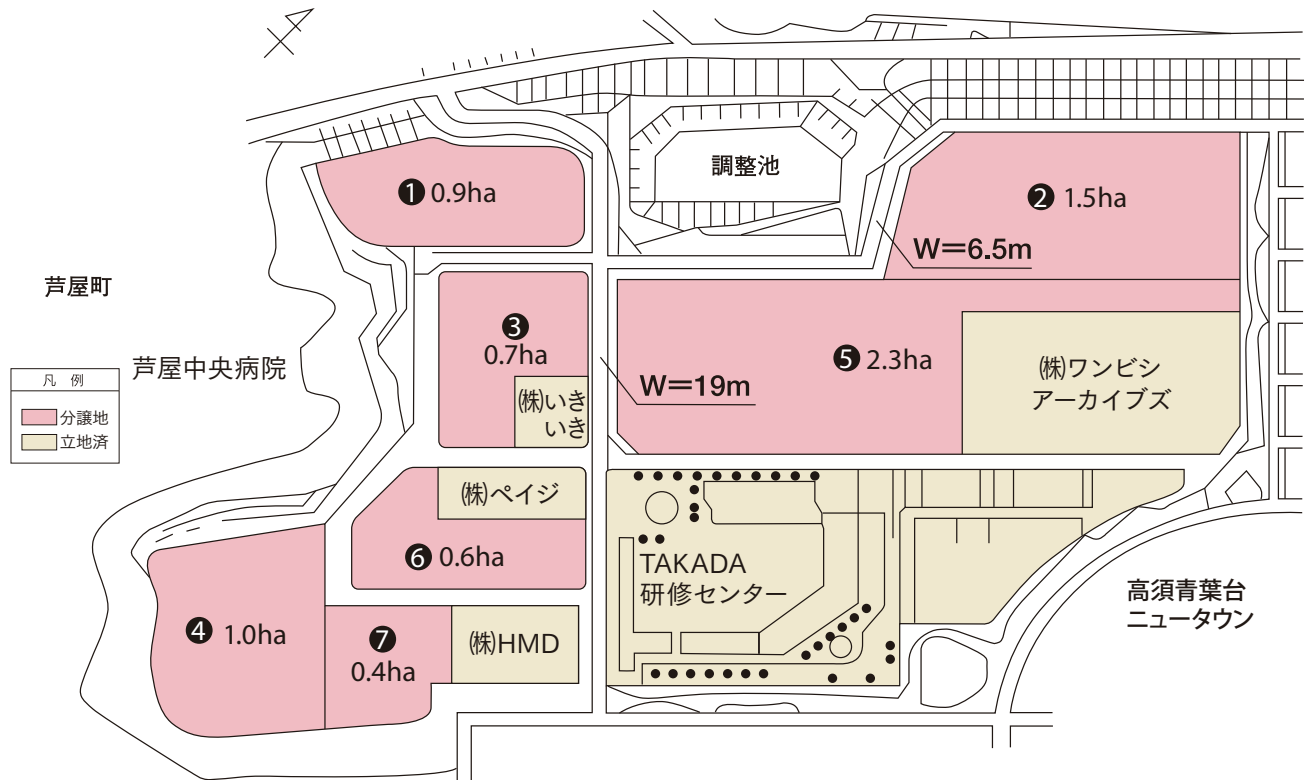 ❶ 0.9ha
調整池
❷ 1.5ha
W=6.5m
芦屋町
芦屋中央病院
凡 例
分譲地
立地済
❸
0.7ha
㈱いき
いき
W=19m
❺ 2.3ha
㈱ワンビシ
アーカイブズ
㈱ペイジ
❻ 0.6ha
TAKADA
研修センター
高須青葉台
ニュータウン
❹ 1.0ha
❼
0.4ha
㈱HMD